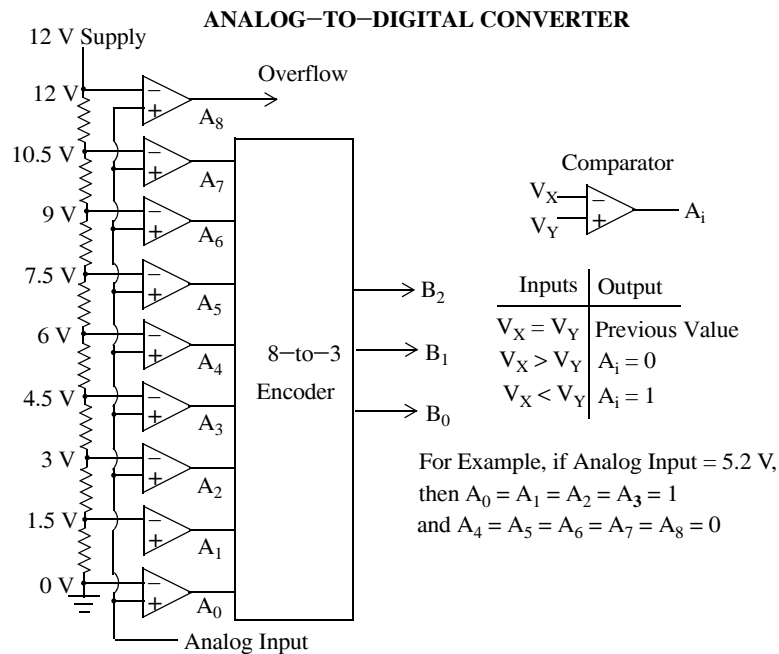 ANALOG–TO–DIGITAL CONVERTER
12 V Supply
Overflow
12 V
−
+
A8
10.5 V
−
+
A7
9 V
−
+
A6
7.5 V
−
+
A5
6 V
−
+
A4
4.5 V
−
+
A3
3 V
−
+
A2
1.5 V
−
+
A1
0 V
−
+
A0
Analog Input
8–to–3
Encoder
B2
B1
B0
Comparator
VX
−
VY
+
Ai
Inputs Output
VX = VY Previous Value
VX > VY Ai = 0
VX < VY Ai = 1
For Example, if Analog Input = 5.2 V,
then A0 = A1 = A2 = A3 = 1
and A4 = A5 = A6 = A7 = A8 = 0